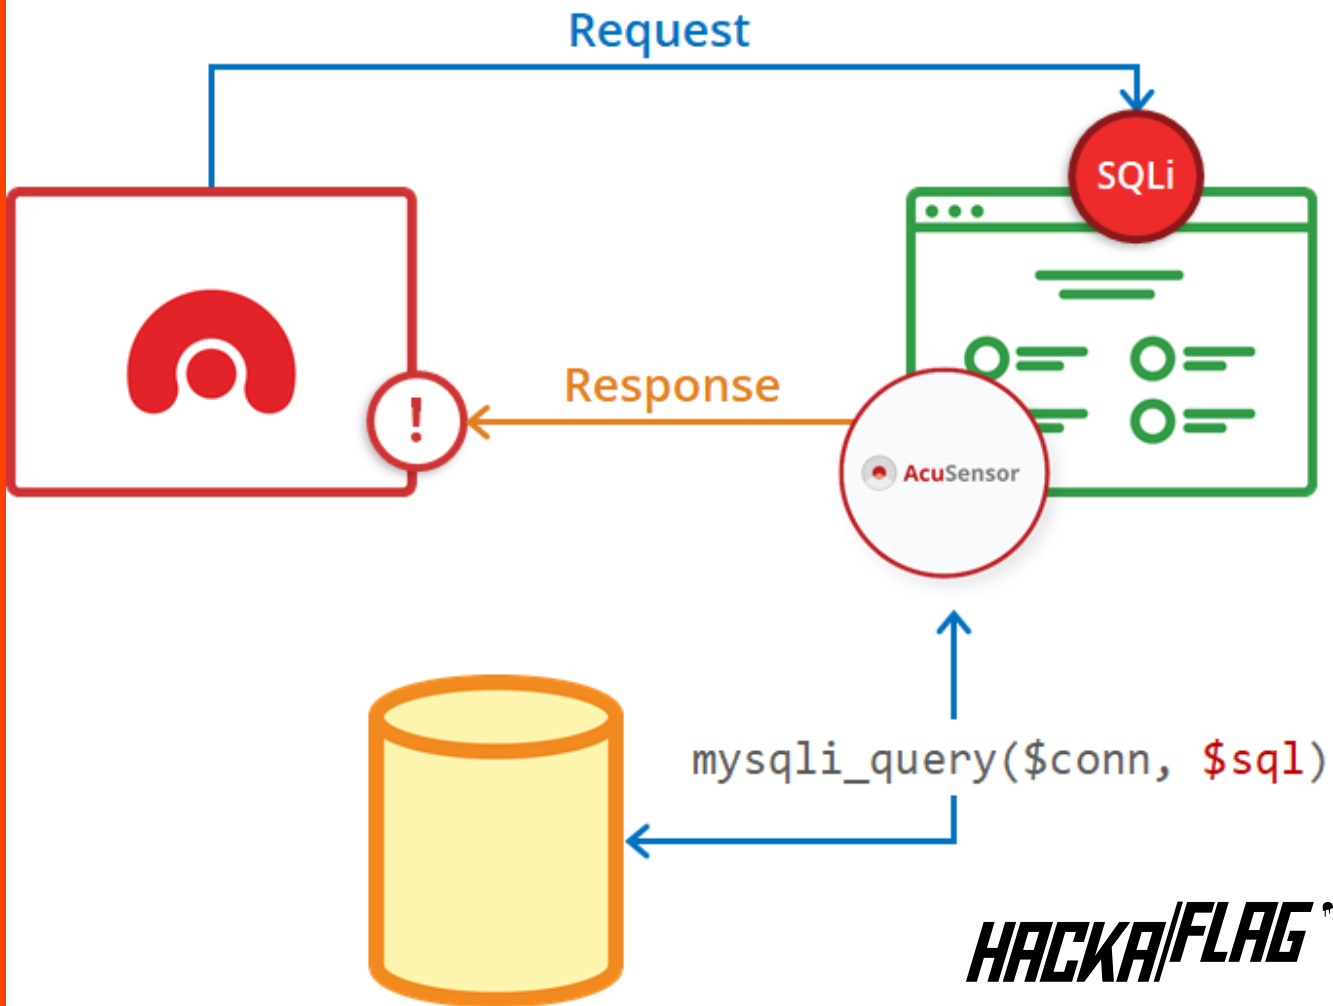 Request
SQLi
Response
!
AcuSensor
mysqli_query($conn, $sql)
HACKA/FLAG